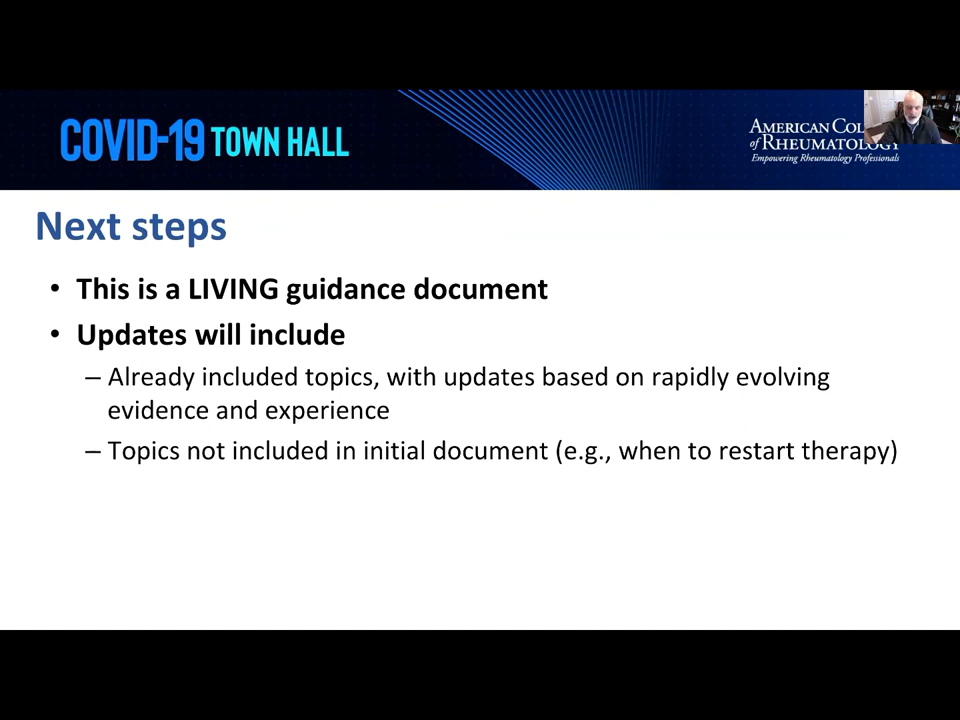 COVID-19 TOWN HALL
AMERICAN CO
of RHEUMATOLOGY
Empowering Rheumatology Professionals
Next steps
• This is a LIVING guidance document
• Updates will include
– Already included topics, with updates based on rapidly evolving
evidence and experience
– Topics not included in initial document (e.g., when to restart therapy)